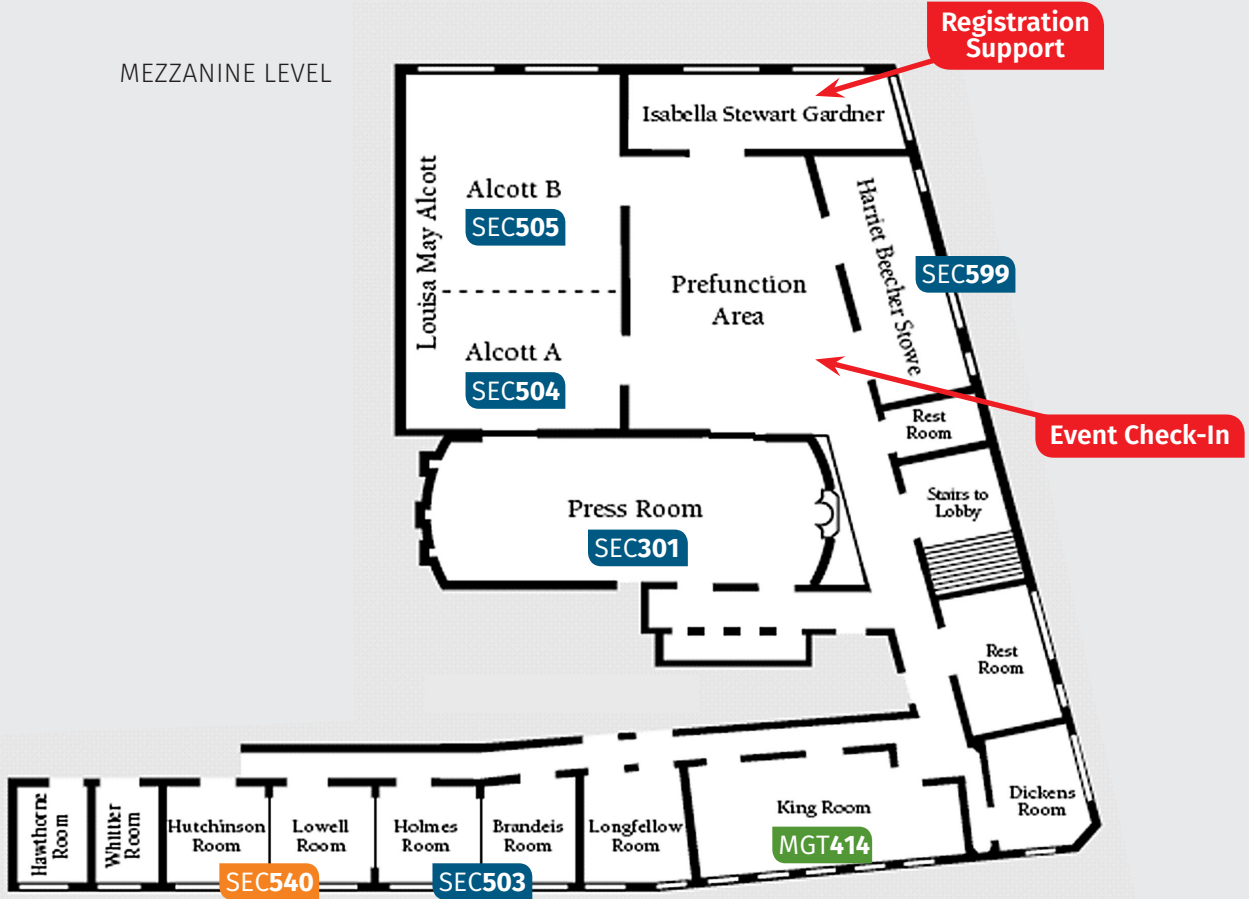 MEZZANINE LEVEL
Registration
Support
Isabella Stewart Gardner
Louisa May Alcott
Alcott B
SEC505
Harriet Beecher Stowe
SEC599
Prefunction
Area
Alcott A
SEC504
Rest
Room
Event Check-In
Press Room
SEC301
Stairs to
Lobby
Rest
Room
Dickens
Room
Hawthorne
Room
Whittier
Room
Hutchinson
Room
Lowell
Room
Holmes
Room
Brandeis
Room
Longfellow
Room
King Room
MGT414
SEC540
SEC503